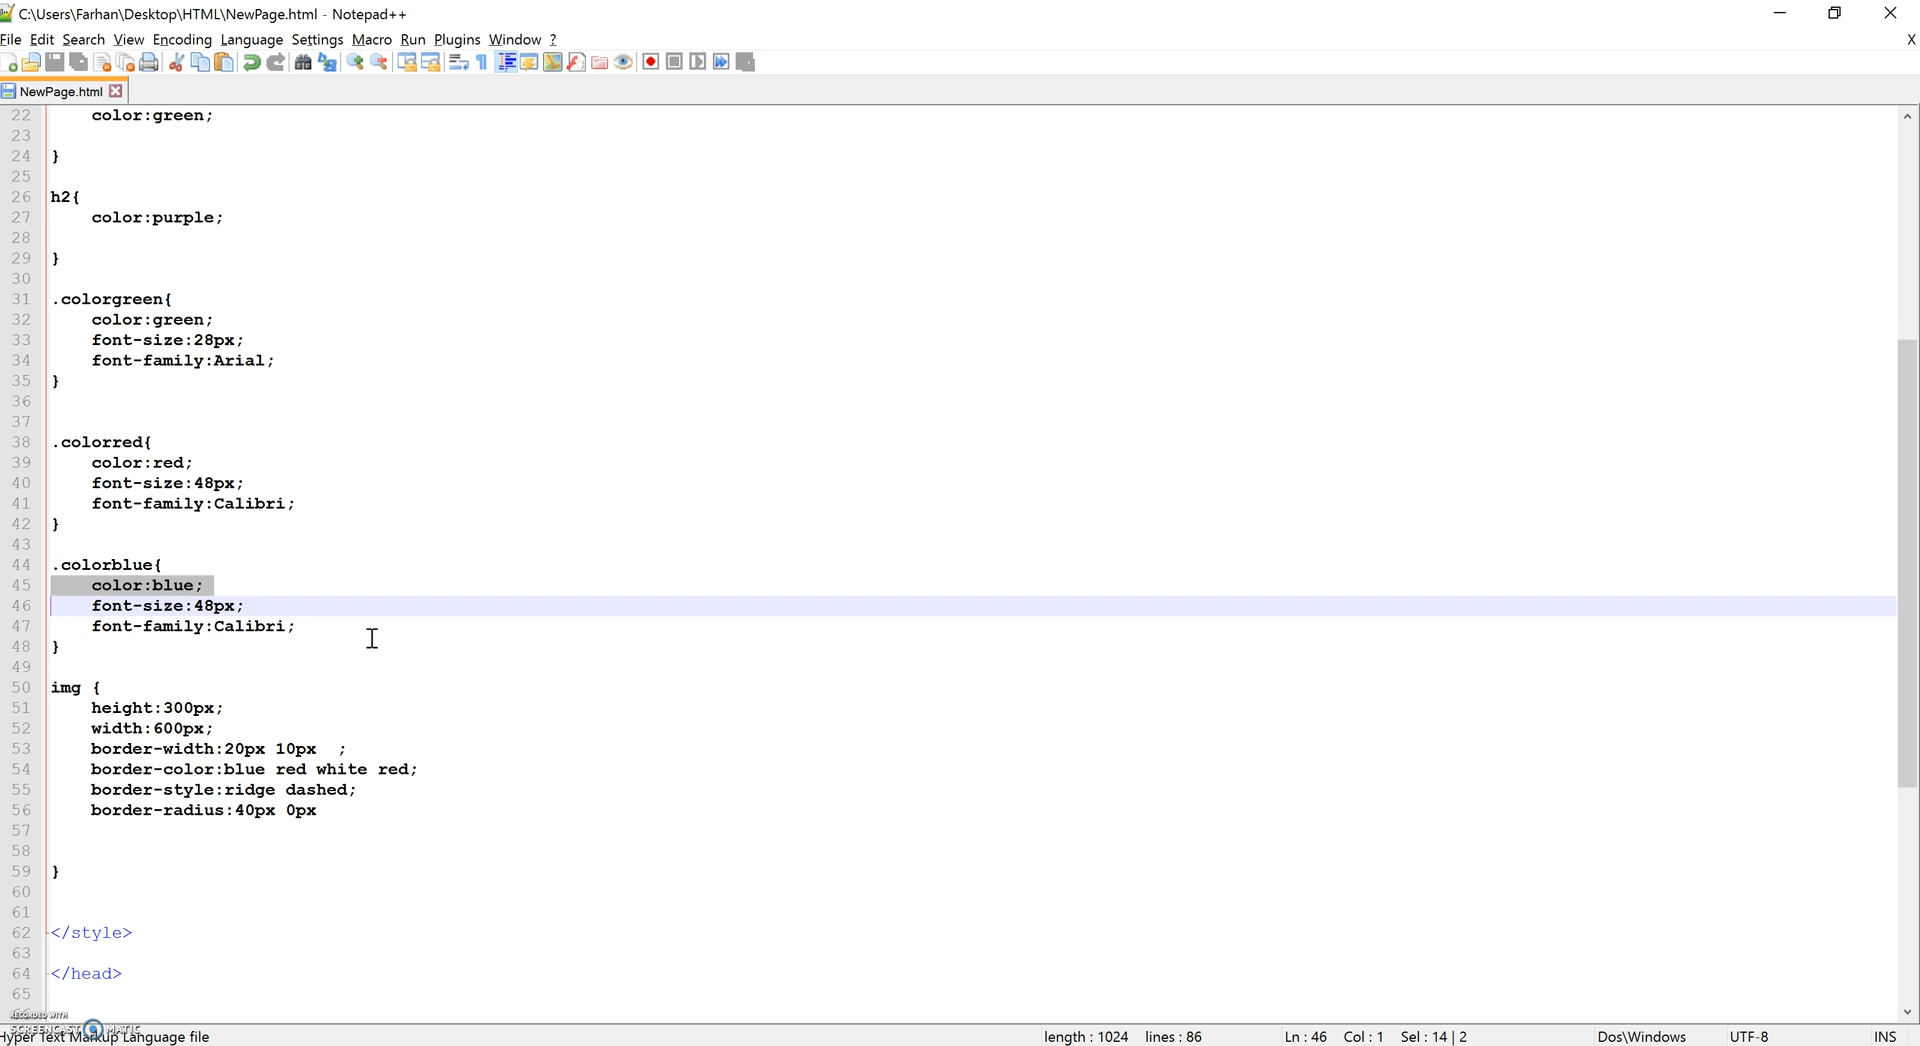 C:\Users\Farhan\Desktop\HTML\NewPage.html - Notepad++
File Edit Search View Encoding Language Settings Macro Run Plugins Window ?
X
NewPage.html
22 color:green;
23
24 }
25
26 h2{
27 color:purple;
28
29 }
30
31 .colorgreen{
32 color:green;
33 font-size:28px;
34 font-family:Arial;
35 }
36
37
38 .colorred{
39 color:red;
40 font-size:48px;
41 font-family:Calibri;
42 }
43
44 .colorblue{
45 color:blue;
46 font-size:48px;
47 font-family:Calibri;
48 }
49
50 img {
51 height:300px;
52 width:600px;
53 border-width:20px 10px  ;
54 border-color:blue red white red;
55 border-style:ridge dashed;
56 border-radius:40px 0px
57
58
59 }
60
61
62 </style>
63
64 </head>
65
RECORDED WITH
SCREENCAST MATIC
Hyper Text Markup Language file length : 1024 lines : 86 Ln : 46 Col : 1 Sel : 14 | 2 Dos\Windows UTF-8 INS